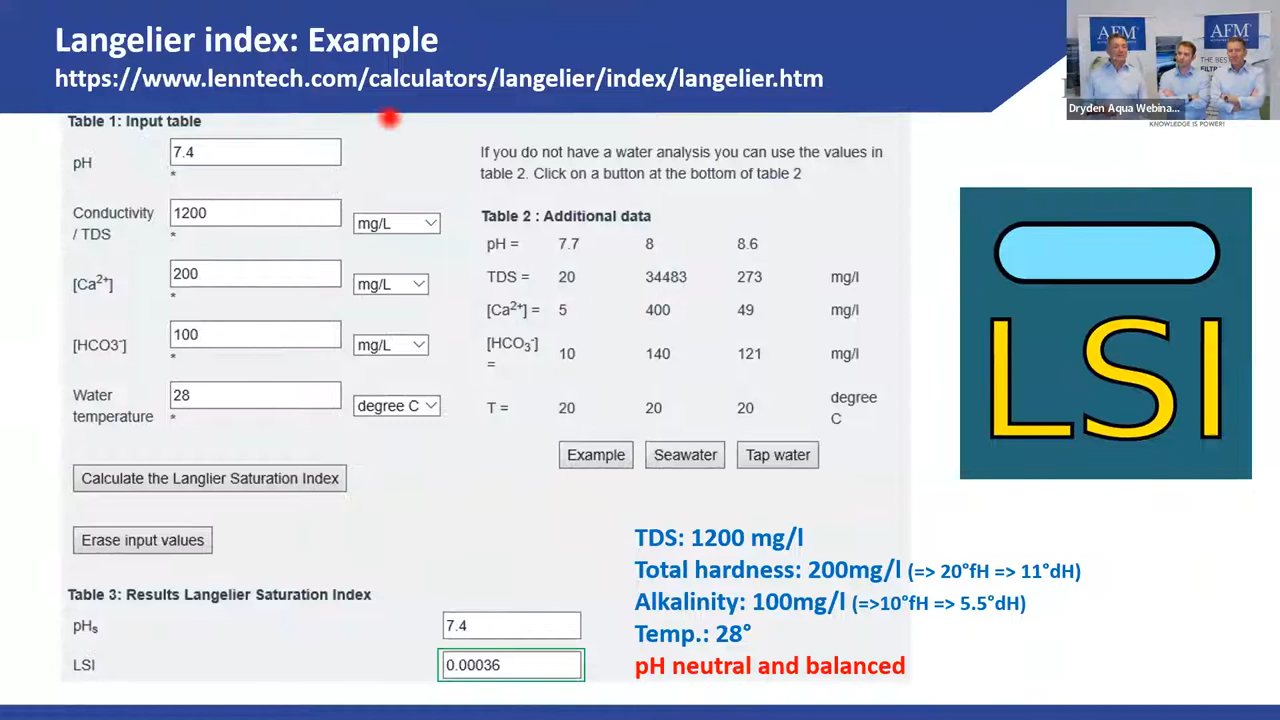 Langelier index: Example
https://www.lenntech.com/calculators/langelier/index/langelier.htm
AFM®
AFM®
THE BES
FILTR
Dryden Aqua Webina...
KNOWLEDGE IS POWER!
Table 1: Input table
pH
7.4
*
Conductivity
/ TDS
1200
*
mg/L
[Ca2+]
200
*
mg/L
[HCO3-]
100
*
mg/L
Water
temperature
28
*
degree C
Calculate the Langlier Saturation Index
Erase input values
Table 3: Results Langelier Saturation Index
pHs
7.4
LSI
0.00036
If you do not have a water analysis you can use the values in
table 2. Click on a button at the bottom of table 2
Table 2 : Additional data
pH = 7.7 8 8.6
TDS = 20 34483 273 mg/l
[Ca2+] = 5 400 49 mg/l
[HCO3-]
= 10 140 121 mg/l
T = 20 20 20 degree
C
Example Seawater Tap water
LSI
TDS: 1200 mg/l
Total hardness: 200mg/l (=> 20°fH => 11°dH)
Alkalinity: 100mg/l (=>10°fH => 5.5°dH)
Temp.: 28°
pH neutral and balanced